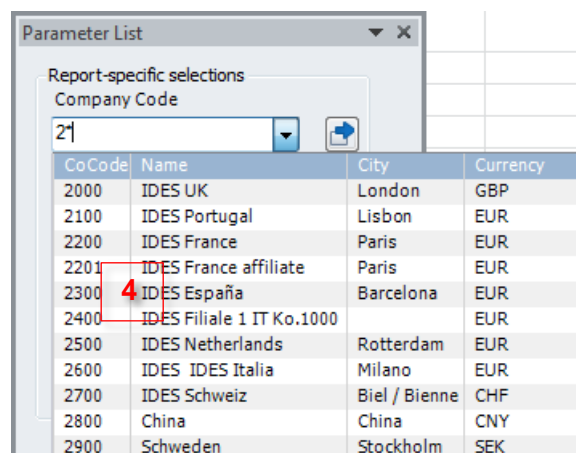 Parameter List
Report-specific selections
Company Code
2*
CoCode Name City Currency
2000 IDES UK London GBP
2100 IDES Portugal Lisbon EUR
2200 IDES France Paris EUR
2201 IDES France affiliate Paris EUR
2300 4 IDES España Barcelona EUR
2400 IDES Filiale 1 IT Ko.1000 EUR
2500 IDES Netherlands Rotterdam EUR
2600 IDES IDES Italia Milano EUR
2700 IDES Schweiz Biel / Bienne CHF
2800 China China CNY
2900 Schweden Stockholm SEK